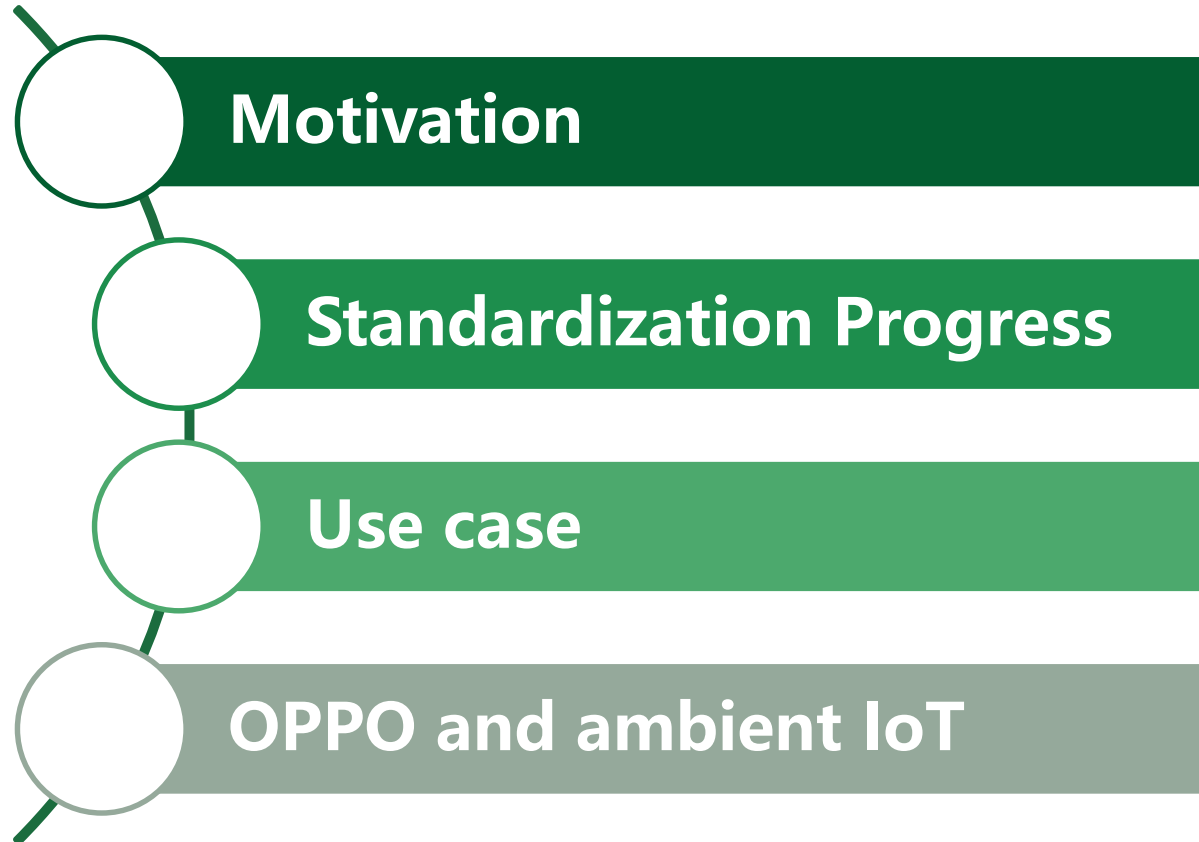 Motivation
Standardization Progress
Use case
OPPO and ambient IoT